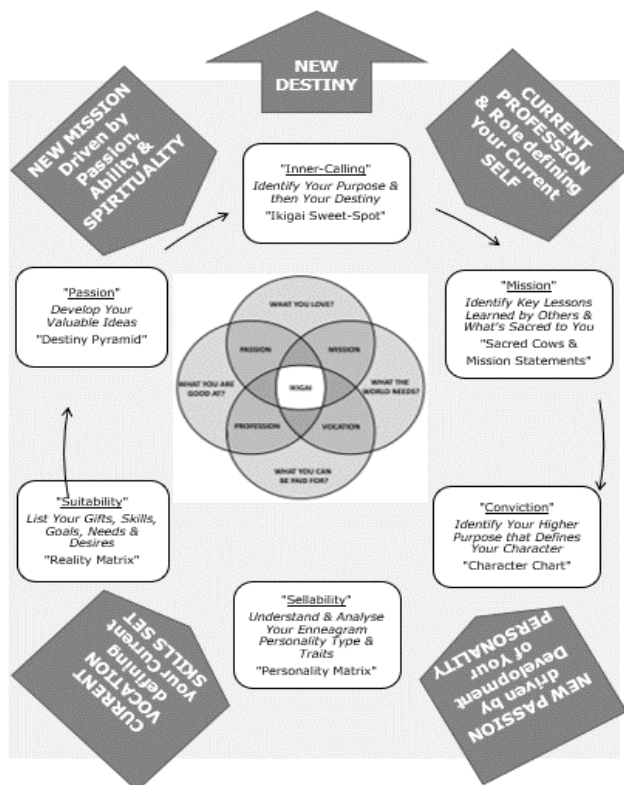 NEW
DESTINY
NEW MISSION
Driven by
Passion,
Ability &
SPIRITUALITY
CURRENT
PROFESSION
& Role defining
Your Current
SELF
"Inner-Calling"
Identify Your Purpose &
then Your Destiny
"Ikigai Sweet-Spot"
"Passion"
Develop Your
Valuable Ideas
"Destiny Pyramid"
"Mission"
Identify Key Lessons
Learned by Others &
What's Sacred to You
"Sacred Cows &
Mission Statements"
WHAT YOU LOVE?
PASSION
MISSION
WHAT YOU ARE
GOOD AT?
IKIGAI
WHAT THE
WORLD NEEDS?
PROFESSION
VOCATION
WHAT YOU CAN
BE PAID FOR?
"Suitability"
List Your Gifts, Skills,
Goals, Needs &
Desires
"Reality Matrix"
"Conviction"
Identify Your Higher
Purpose that Defines
Your Character
"Character Chart"
"Sellability"
Understand & Analyse
Your Enneagram
Personality Type &
Traits
"Personality Matrix"
CURRENT
VOCATION
defining
your Current
SKILLS SET
NEW PASSION
driven by
Development
of Your
PERSONALITY